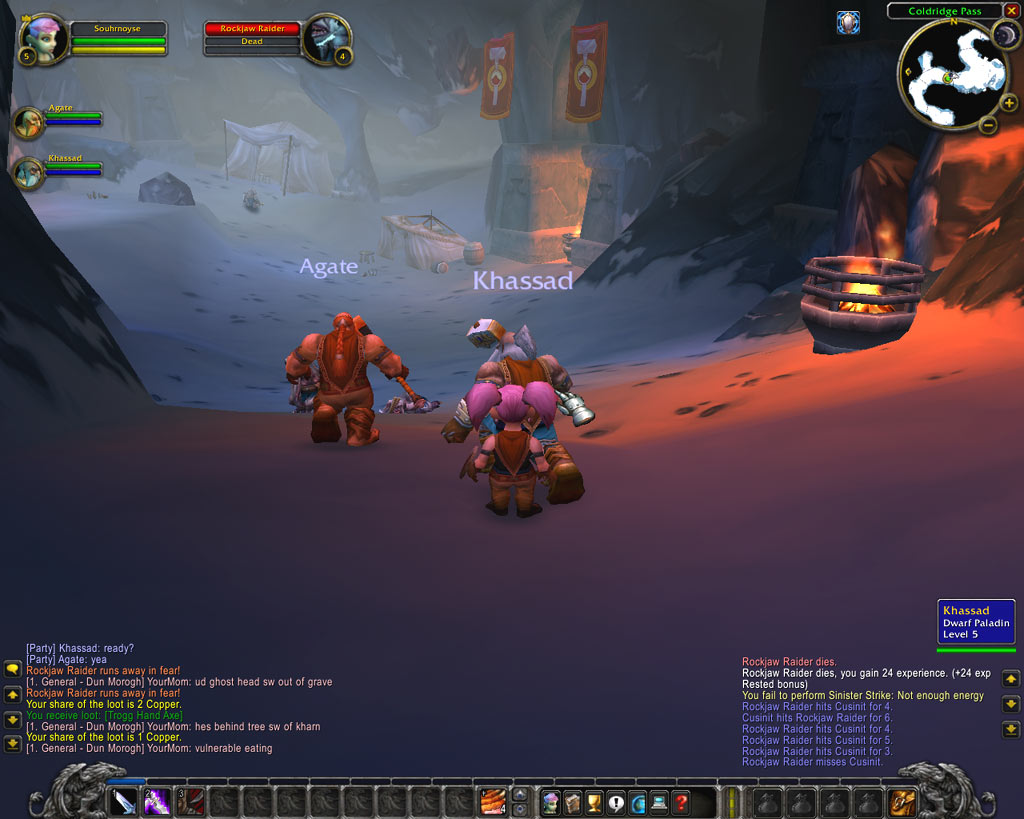 Souhrnoyse
5
Rockjaw Raider
Dead
4
Coldridge Pass
N
Agate
Khassad
Agate
Khassad
Khassad
Dwarf Paladin
Level 5
[Party] Khassad: ready?
[Party] Agate: yea
Rockjaw Raider runs away in fear!
[1. General - Dun Morogh] YourMom: ud ghost head sw out of grave
Rockjaw Raider runs away in fear!
Your share of the loot is 2 Copper.
You receive loot: [Trogg Hand Axe]
[1. General - Dun Morogh] YourMom: hes behind tree sw of kharn
Your share of the loot is 1 Copper.
[1. General - Dun Morogh] YourMom: vulnerable eating
Rockjaw Raider dies.
Rockjaw Raider dies, you gain 24 experience. (+24 exp
Rested bonus)
You fail to perform Sinister Strike: Not enough energy
Rockjaw Raider hits Cusinit for 4.
Cusinit hits Rockjaw Raider for 6.
Rockjaw Raider hits Cusinit for 4.
Rockjaw Raider hits Cusinit for 5.
Rockjaw Raider hits Cusinit for 3.
Rockjaw Raider misses Cusinit.
2
3
4